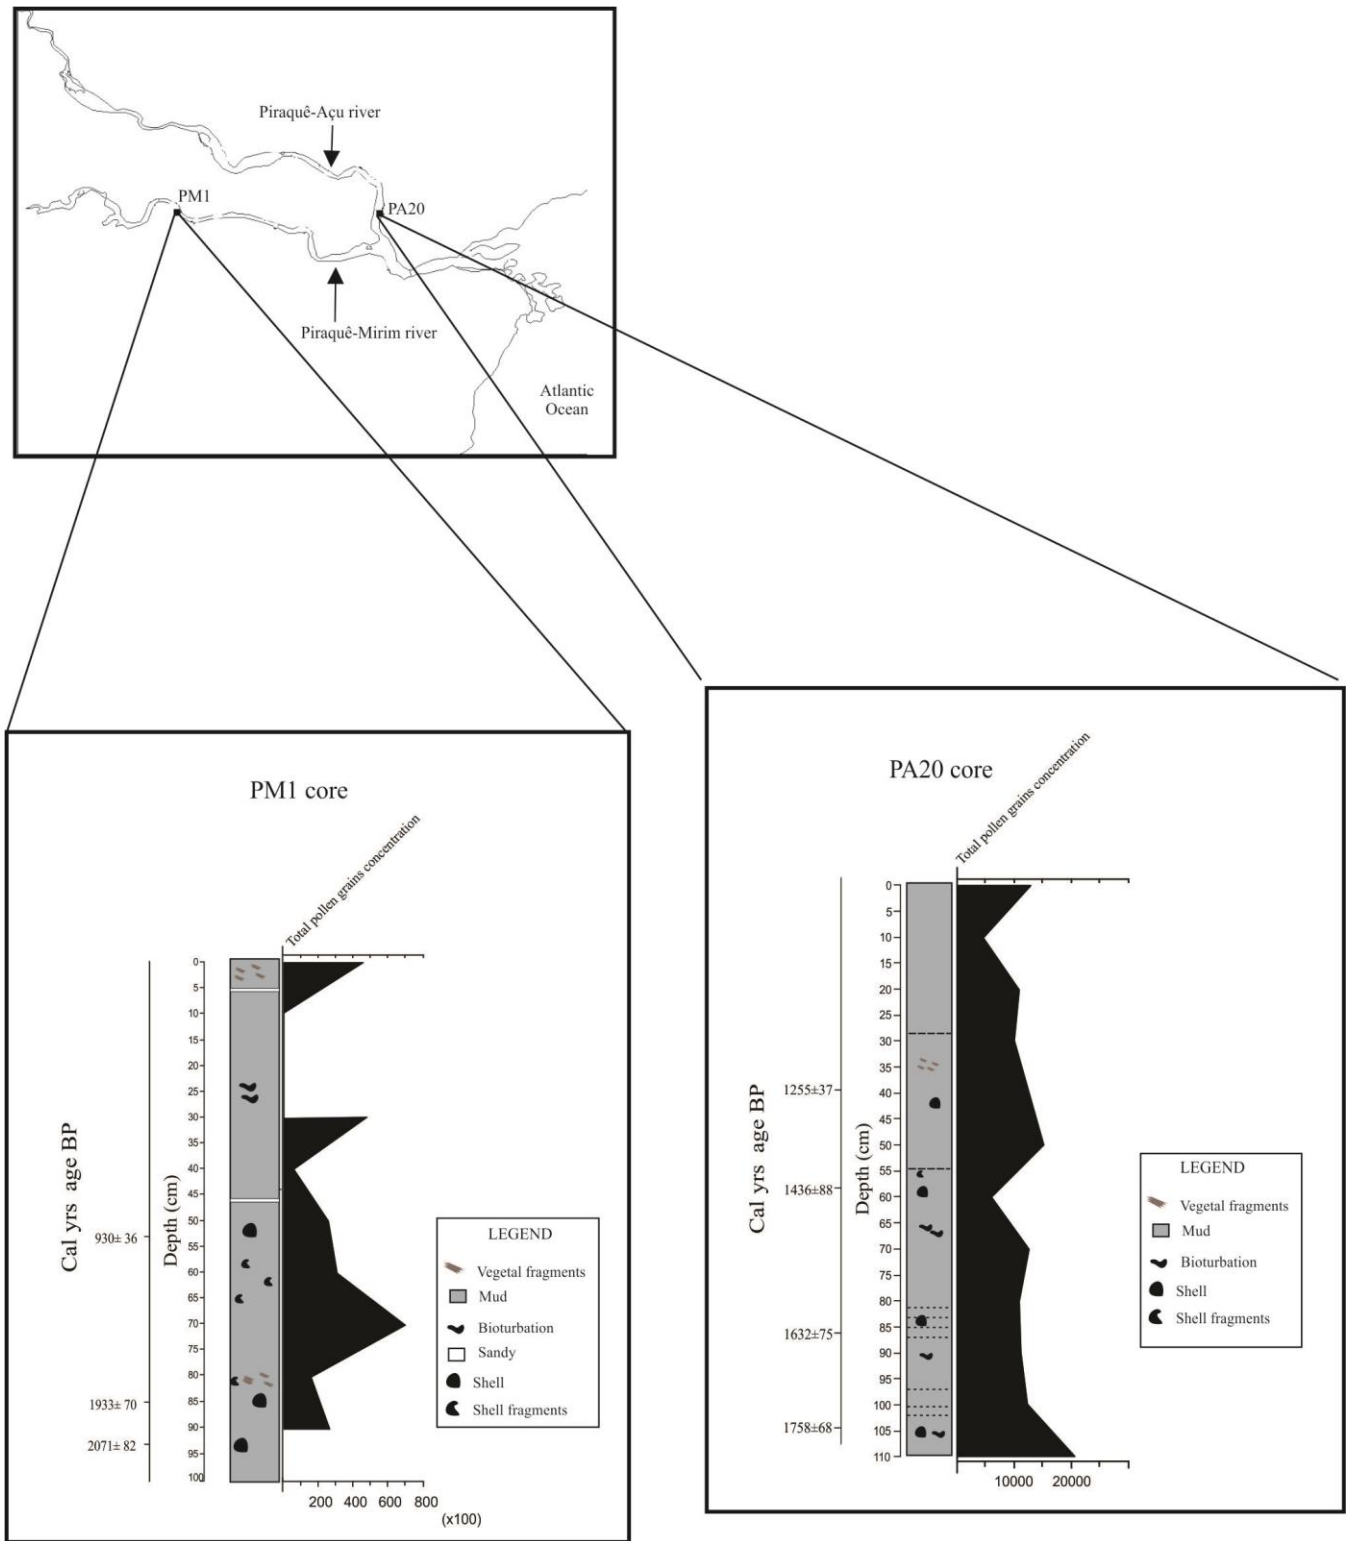 Piraquê-Açu river
PM1
PA20
Piraquê-Mirim river
Atlantic
Ocean
PM1 core
Total pollen grains concentration
Cal yrs age BP
930± 36
1933± 70
2071± 82
Depth (cm)
0
5
10
15
20
25
30
35
40
45
50
55
60
65
70
75
80
85
90
95
100
200 400 600 800
(x100)
LEGEND
Vegetal fragments
Mud
Bioturbation
Sandy
Shell
Shell fragments
PA20 core
Total pollen grains concentration
Cal yrs age BP
1255±37
1436±88
1632±75
1758±68
Depth (cm)
0
5
10
15
20
25
30
35
40
45
50
55
60
65
70
75
80
85
90
95
100
105
110
10000 20000
LEGEND
Vegetal fragments
Mud
Bioturbation
Shell
Shell fragments